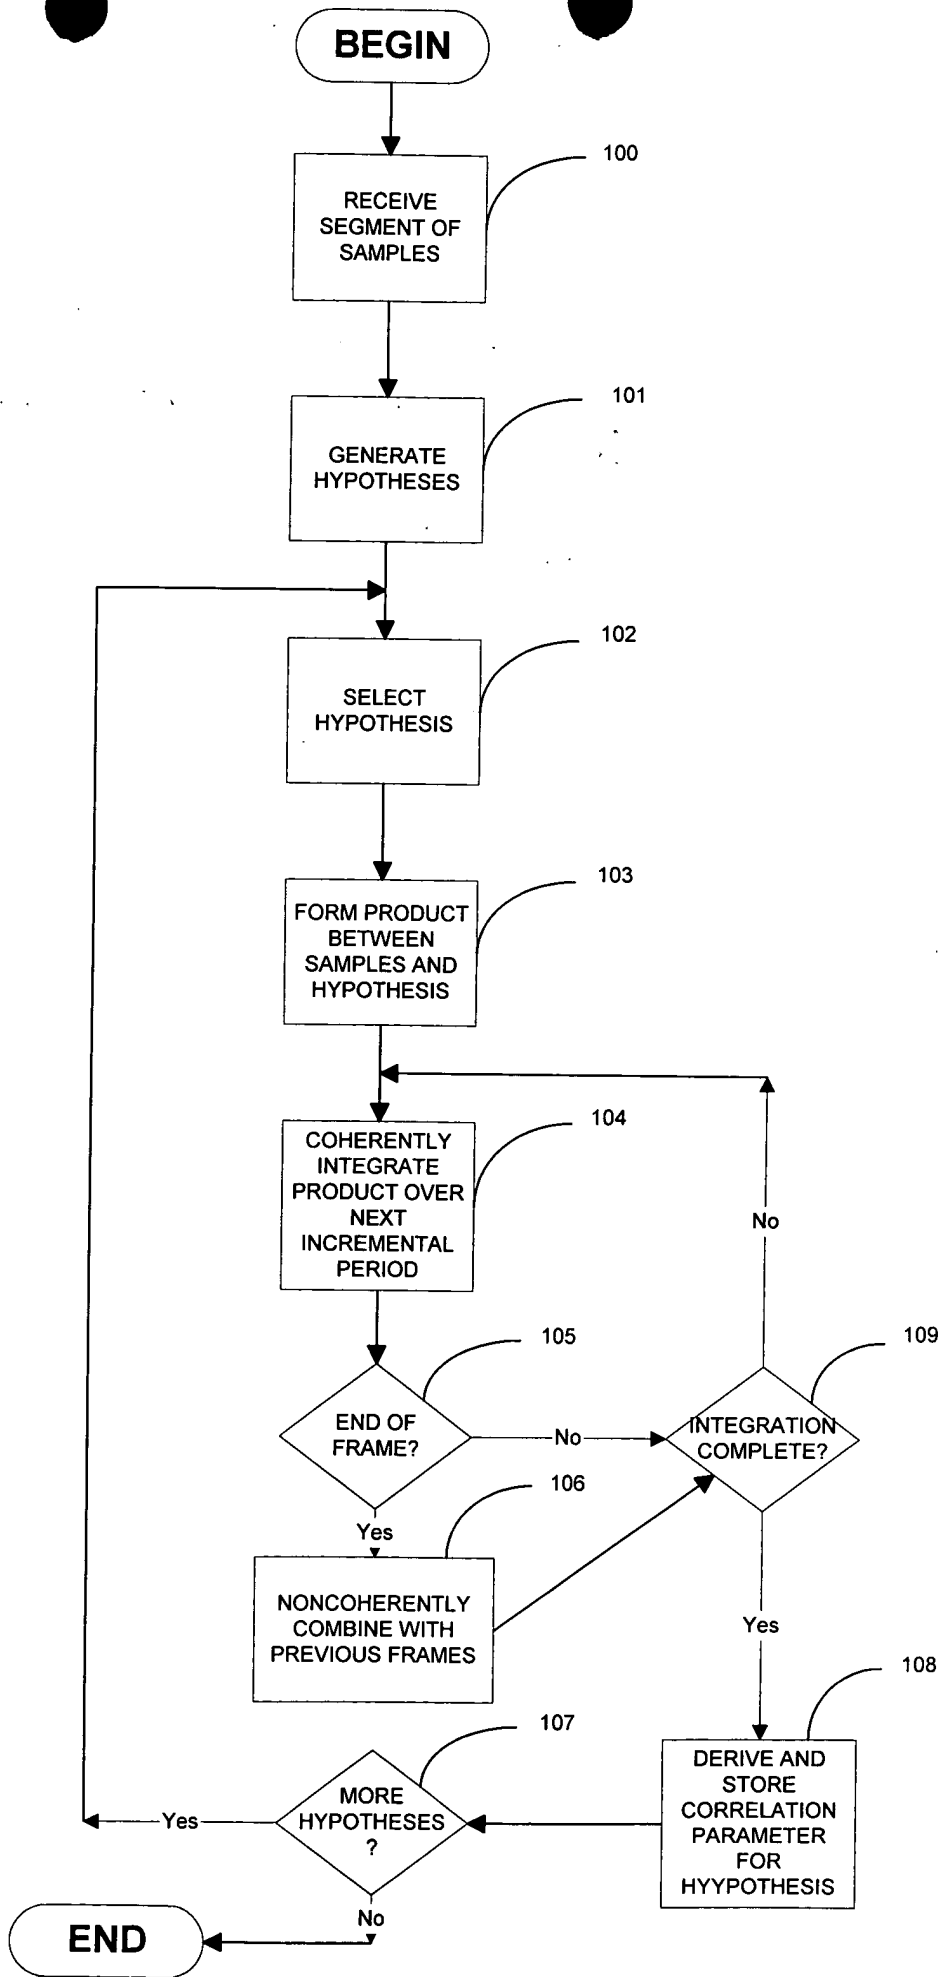 BEGIN
100
RECEIVE
SEGMENT OF
SAMPLES
101
GENERATE
HYPOTHESES
102
SELECT
HYPOTHESIS
103
FORM PRODUCT
BETWEEN
SAMPLES AND
HYPOTHESIS
104
COHERENTLY
INTEGRATE
PRODUCT OVER
NEXT
INCREMENTAL
PERIOD
No
105
109
END OF
FRAME?
No
INTEGRATION
COMPLETE?
106
Yes
NONCOHERENTLY
COMBINE WITH
PREVIOUS FRAMES
Yes
108
107
DERIVE AND
STORE
CORRELATION
PARAMETER
FOR
HYYPOTHESIS
MORE
HYPOTHESES
?
Yes
No
END